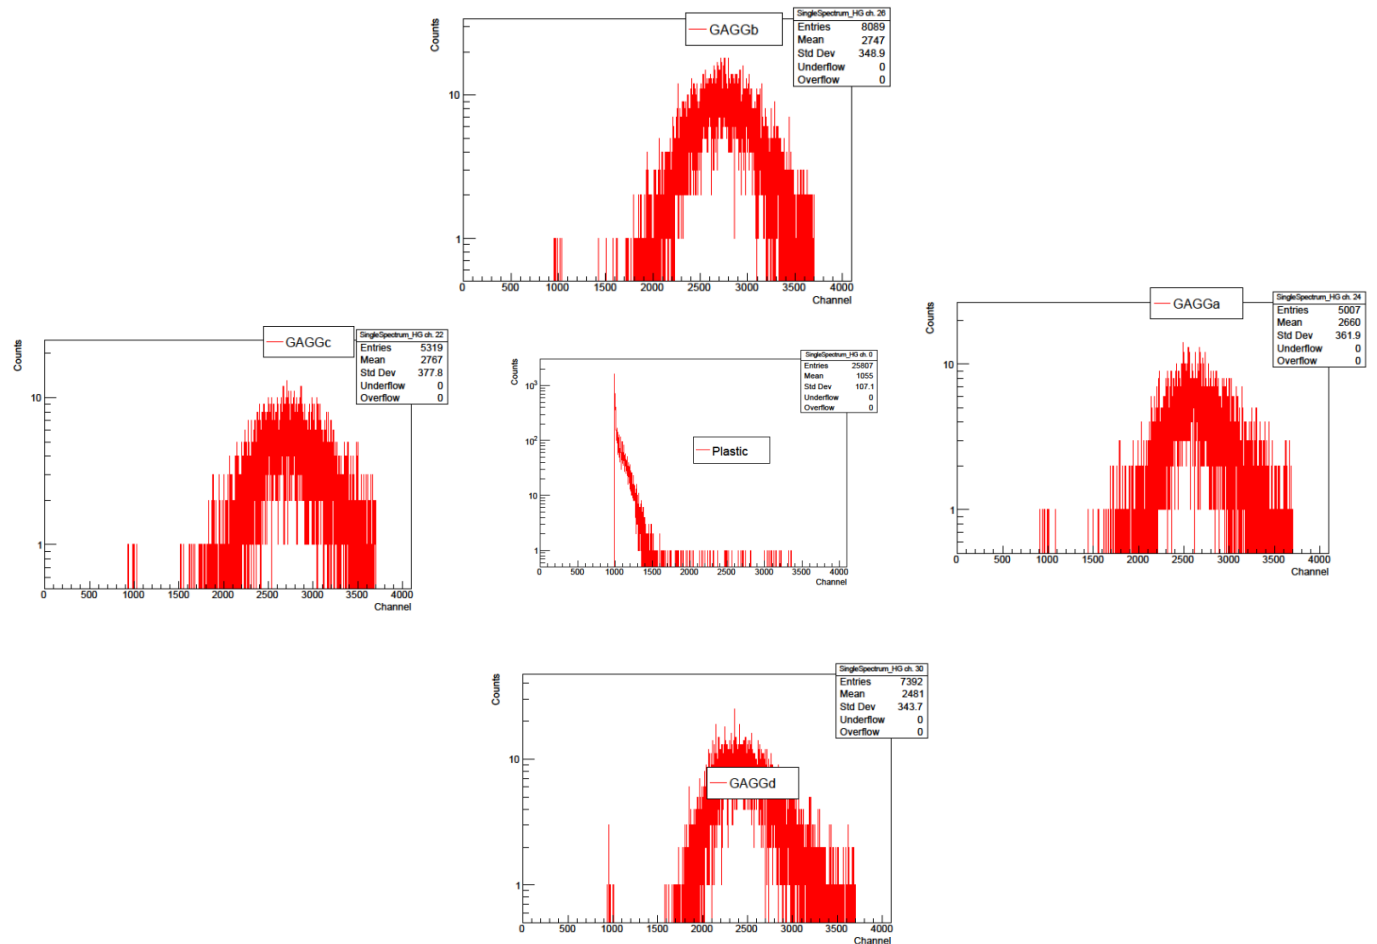 SingleSpectrum_HG ch. 26
Entries 8089
Mean 2747
Std Dev 348.9
Underflow 0
Overflow 0
GAGGb
Counts
10
1
0 500 1000 1500 2000 2500 3000 3500 4000
Channel
SingleSpectrum_HG ch. 24
Entries 5007
Mean 2660
Std Dev 361.9
Underflow 0
Overflow 0
GAGGa
Counts
10
1
0 500 1000 1500 2000 2500 3000 3500 4000
Channel
SingleSpectrum_HG ch. 22
Entries 5319
Mean 2767
Std Dev 377.8
Underflow 0
Overflow 0
GAGGc
Counts
10
1
0 500 1000 1500 2000 2500 3000 3500 4000
Channel
SingleSpectrum_HG ch. 0
Entries 25807
Mean 1055
Std Dev 107.1
Underflow 0
Overflow 0
Plastic
Counts
10³
10²
10
1
0 500 1000 1500 2000 2500 3000 3500 4000
Channel
SingleSpectrum_HG ch. 30
Entries 7392
Mean 2481
Std Dev 343.7
Underflow 0
Overflow 0
GAGGd
Counts
10
1
0 500 1000 1500 2000 2500 3000 3500 4000
Channel